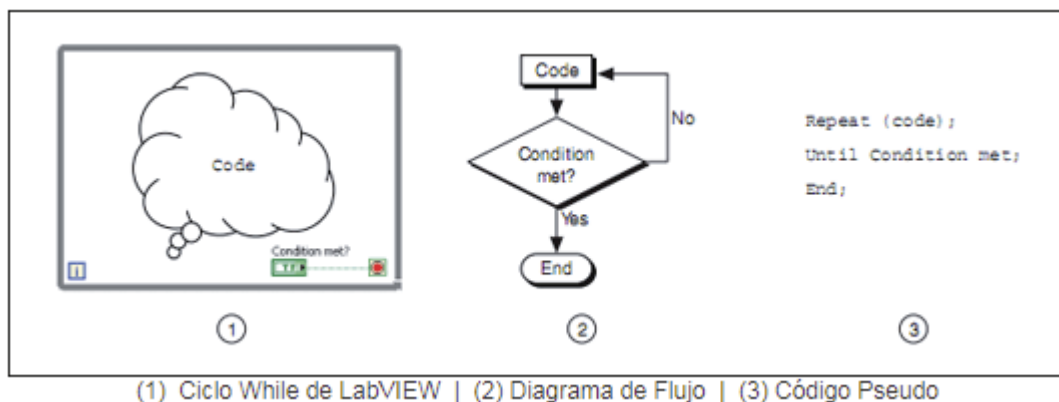 Code
Condition met?
TF
i
1
Code
No
Condition
met?
Yes
End
2
Repeat (code);
Until Condition met;
End;
3
(1) Ciclo While de LabVIEW | (2) Diagrama de Flujo | (3) Código Pseudo